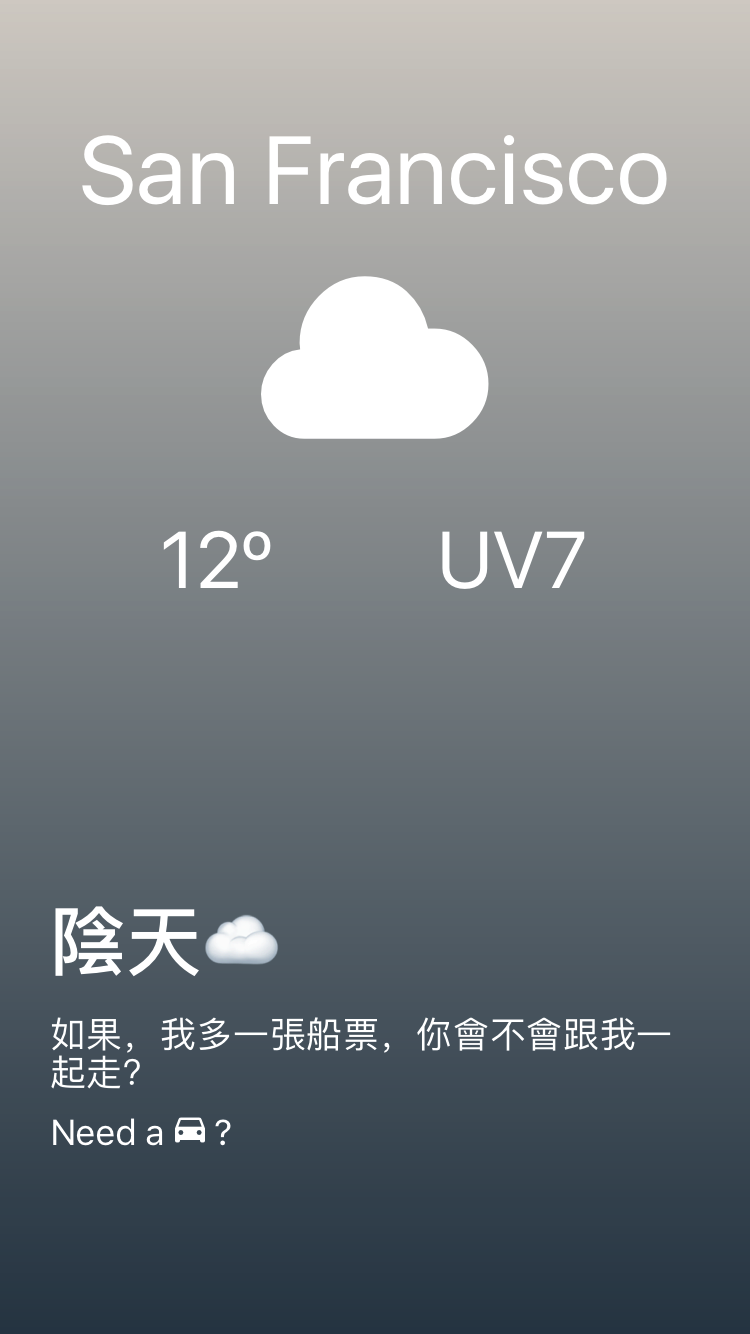 San Francisco
12º UV7
陰天☁️
如果，我多一張船票，你會不會跟我一
起走?
Need a 🚘 ?